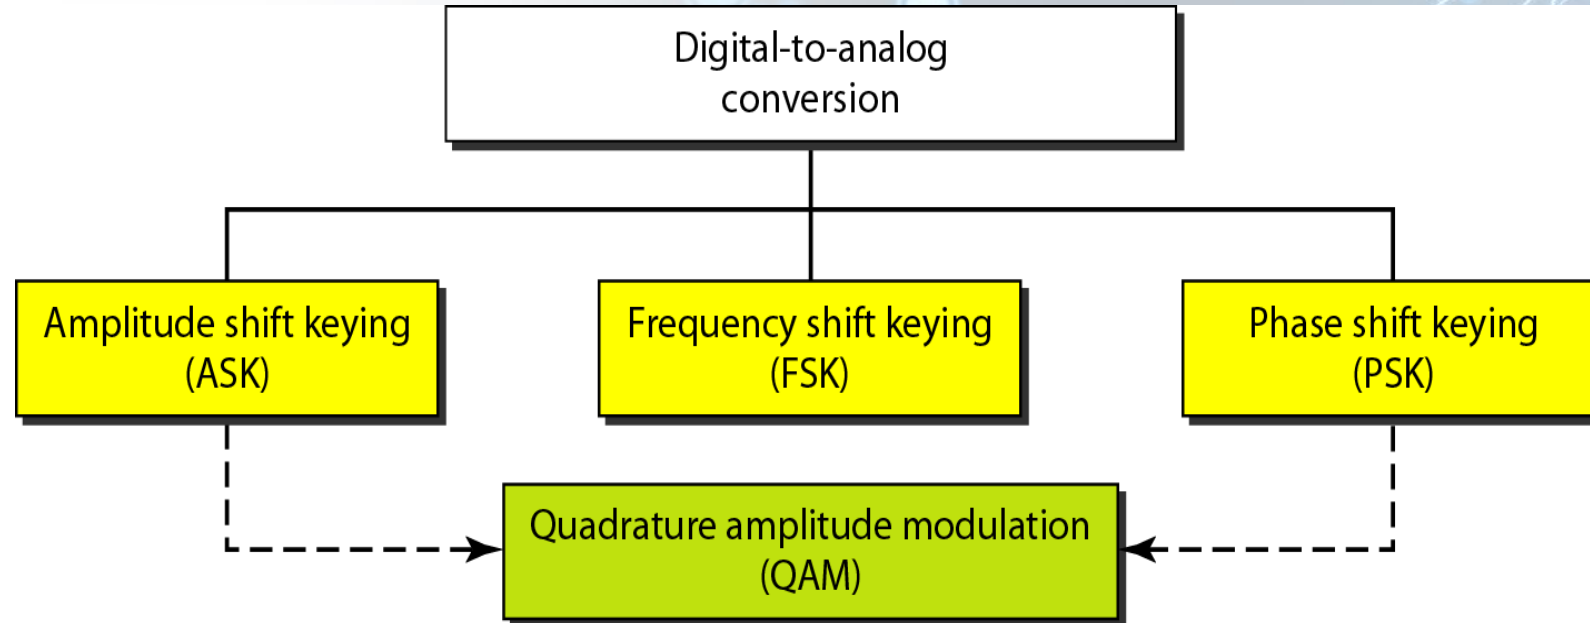 Digital-to-analog
conversion
Amplitude shift keying
(ASK)
Frequency shift keying
(FSK)
Phase shift keying
(PSK)
Quadrature amplitude modulation
(QAM)